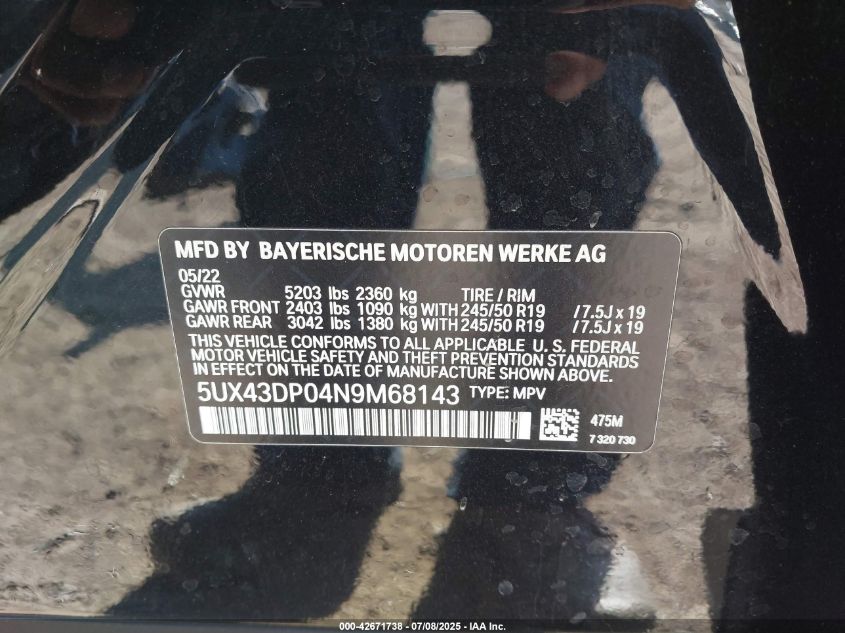 MFD BY BAYERISCHE MOTOREN WERKE AG
05/22
GVWR 5203 lbs 2360 kg TIRE / RIM
GAWR FRONT 2403 lbs 1090 kg WITH 245/50 R19 /7.5J x 19
GAWR REAR 3042 lbs 1380 kg WITH 245/50 R19 /7.5J x 19
THIS VEHICLE CONFORMS TO ALL APPLICABLE U. S. FEDERAL
MOTOR VEHICLE SAFETY AND THEFT PREVENTION STANDARDS
IN EFFECT ON THE DATE OF MANUFACTURE SHOWN ABOVE.
5UX43DP04N9M68143 TYPE: MPV
475M
7 320 730
000-42671738 - 07/08/2025 - IAA Inc.